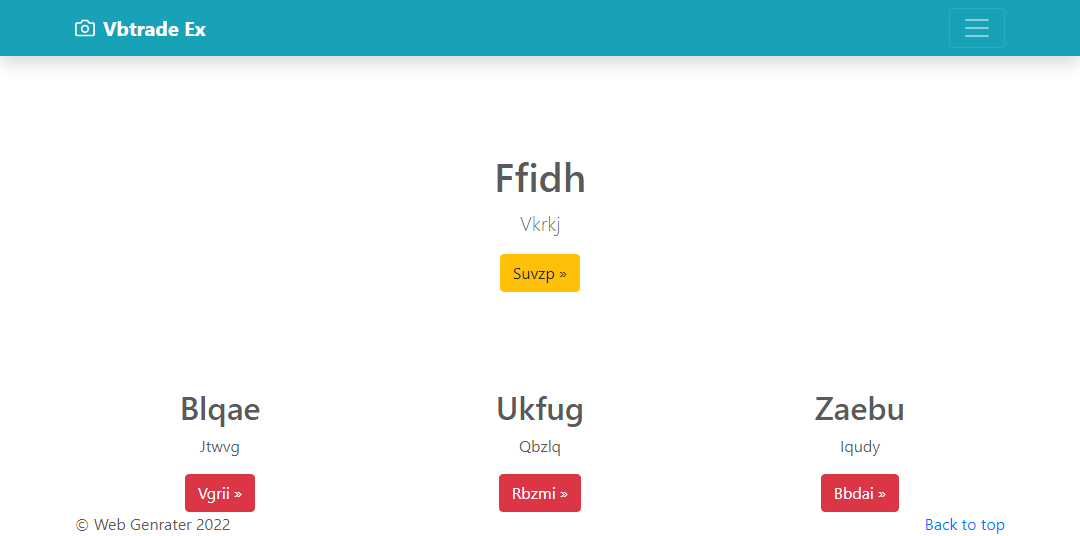 Vbtrade Ex
Ffidh
Vkrkj
Suvzp »
Blqae
Jtwvg
Vgrii »
Ukfug
Qbzlq
Rbzmi »
Zaebu
Iqudy
Bbdai »
© Web Genrater 2022
Back to top